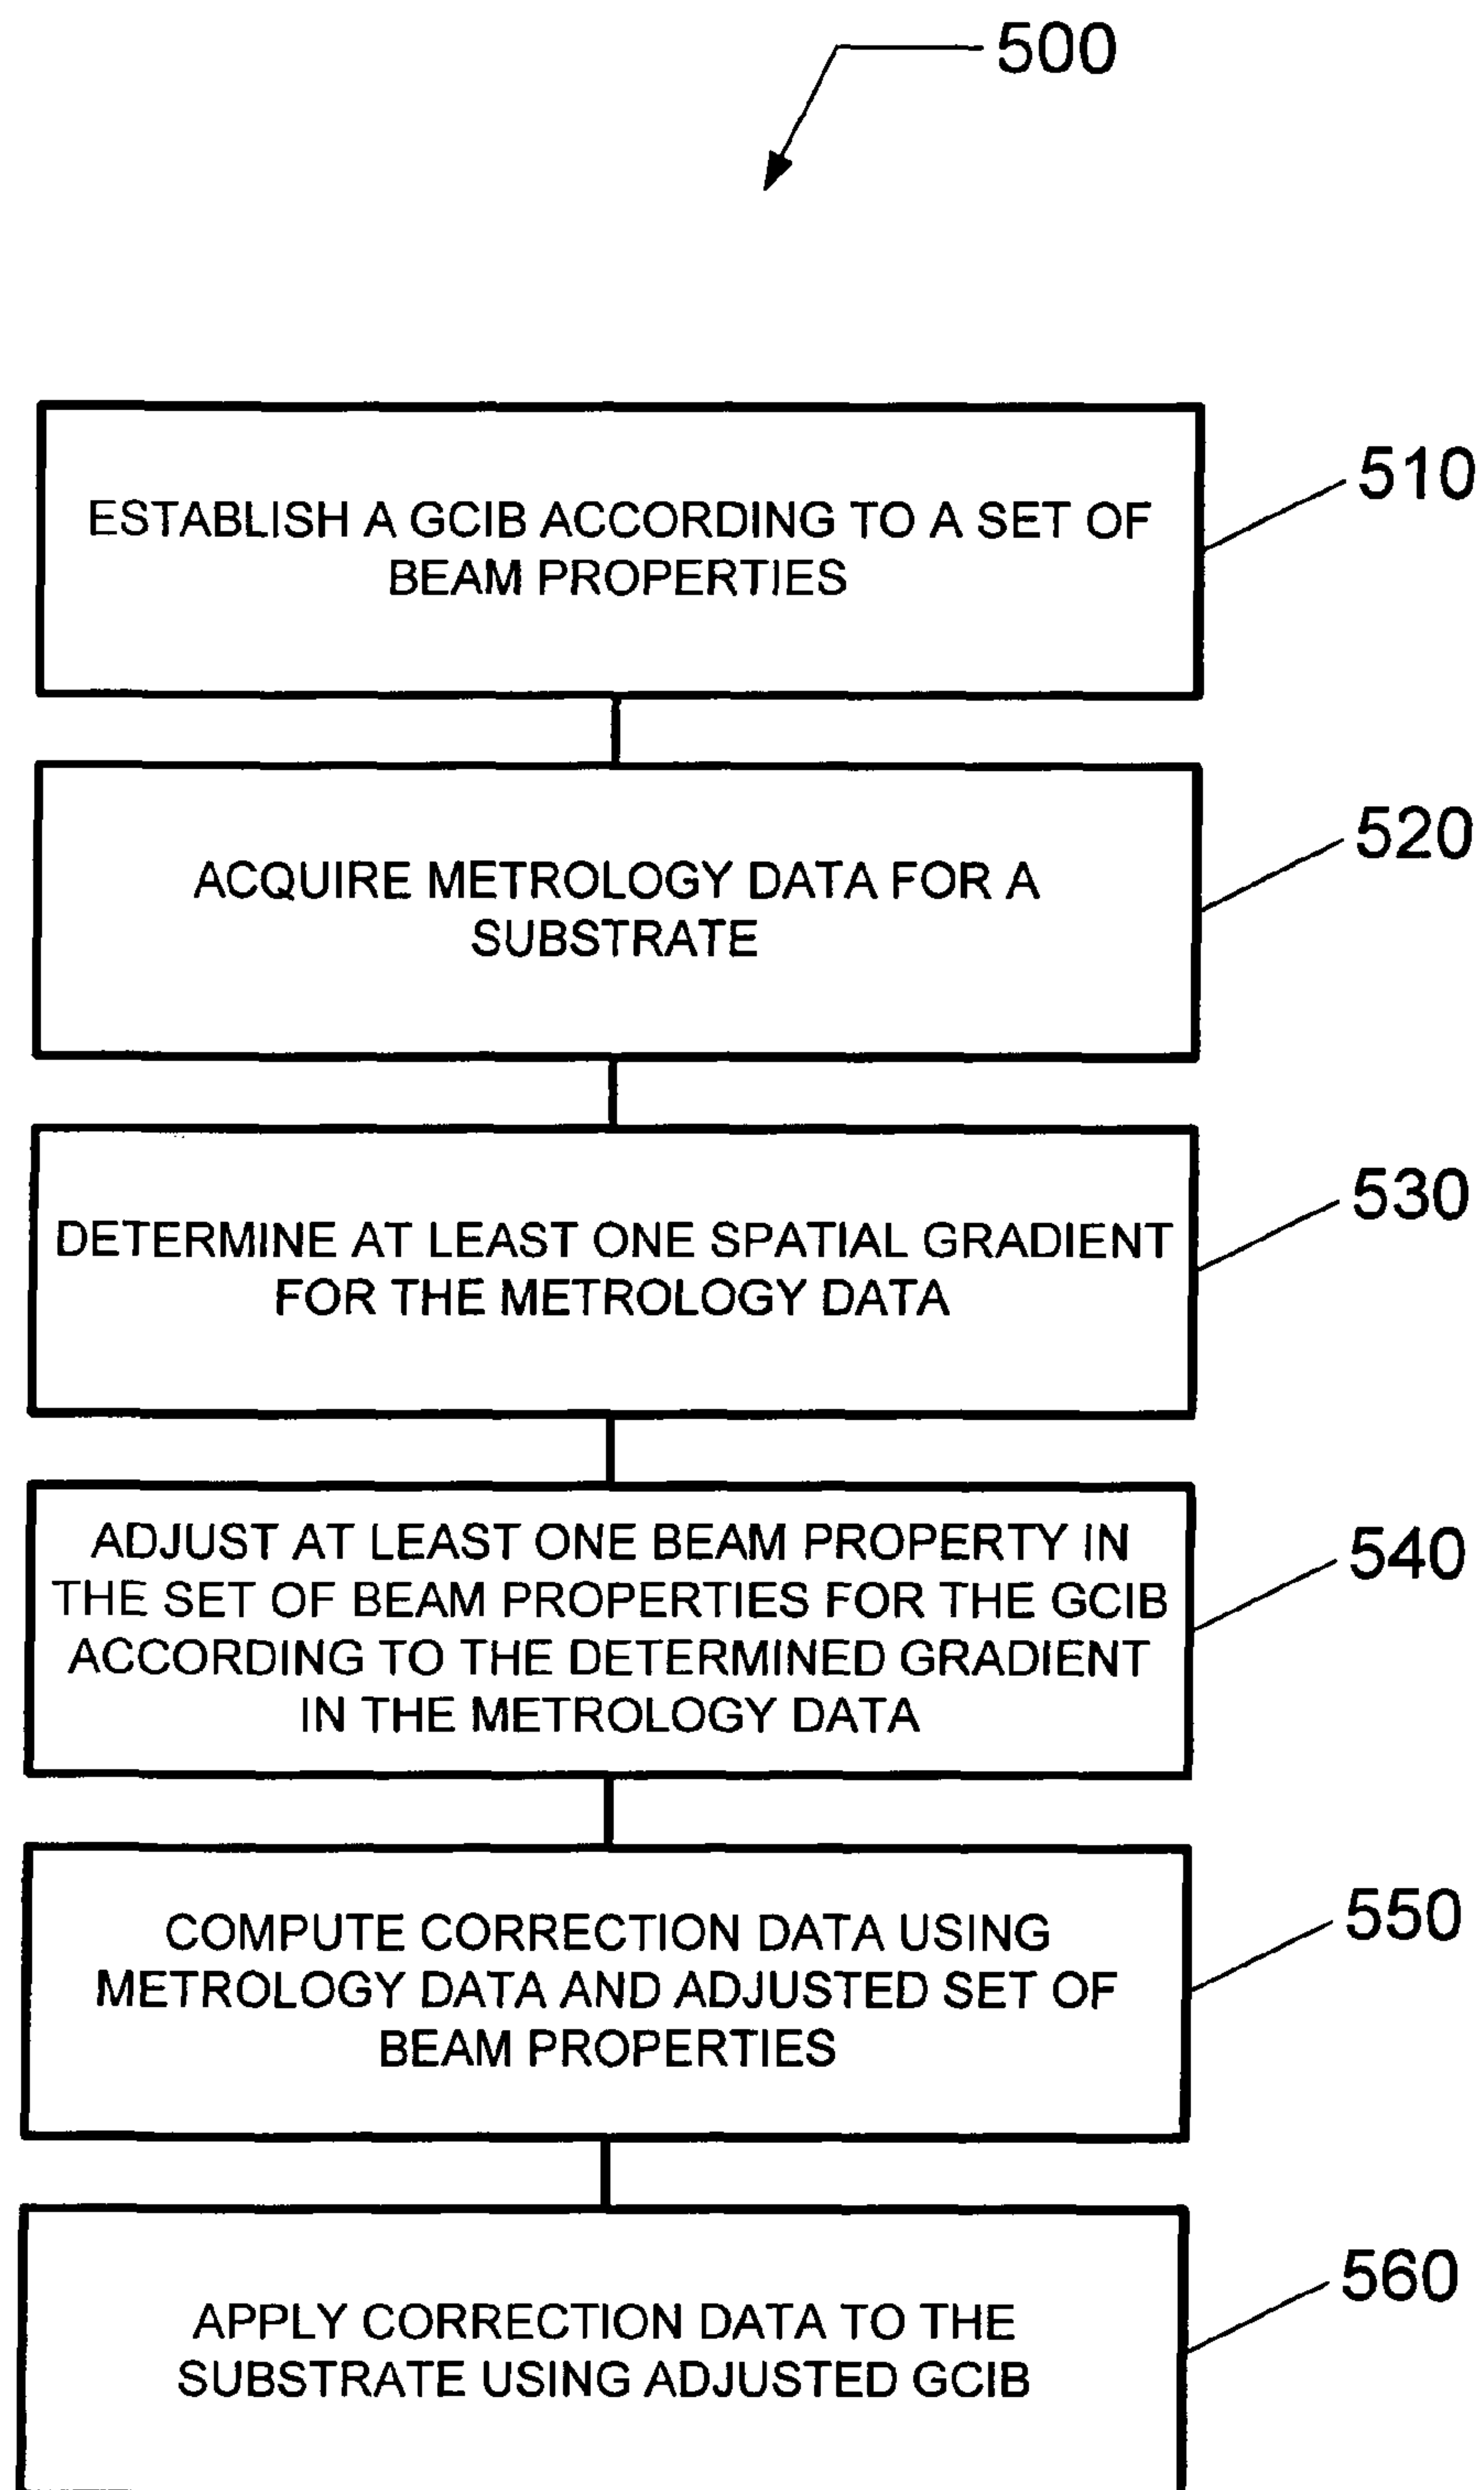 500
510
ESTABLISH A GCIB ACCORDING TO A SET OF
BEAM PROPERTIES
520
ACQUIRE METROLOGY DATA FOR A
SUBSTRATE
530
DETERMINE AT LEAST ONE SPATIAL GRADIENT
FOR THE METROLOGY DATA
540
ADJUST AT LEAST ONE BEAM PROPERTY IN
THE SET OF BEAM PROPERTIES FOR THE GCIB
ACCORDING TO THE DETERMINED GRADIENT
IN THE METROLOGY DATA
550
COMPUTE CORRECTION DATA USING
METROLOGY DATA AND ADJUSTED SET OF
BEAM PROPERTIES
560
APPLY CORRECTION DATA TO THE
SUBSTRATE USING ADJUSTED GCIB